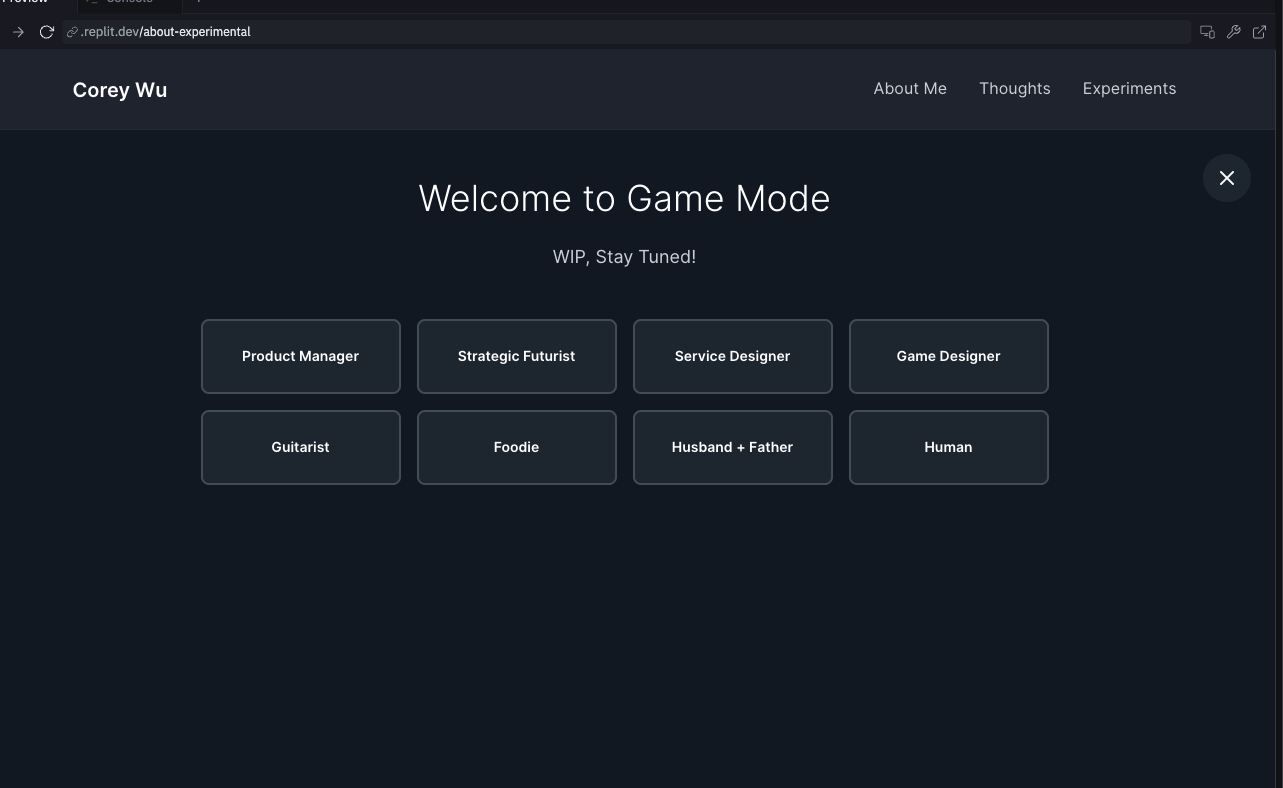 Preview
Console
.replit.dev/about-experimental
Corey Wu
About Me
Thoughts
Experiments
Welcome to Game Mode
WIP, Stay Tuned!
Product Manager
Strategic Futurist
Service Designer
Game Designer
Guitarist
Foodie
Husband + Father
Human